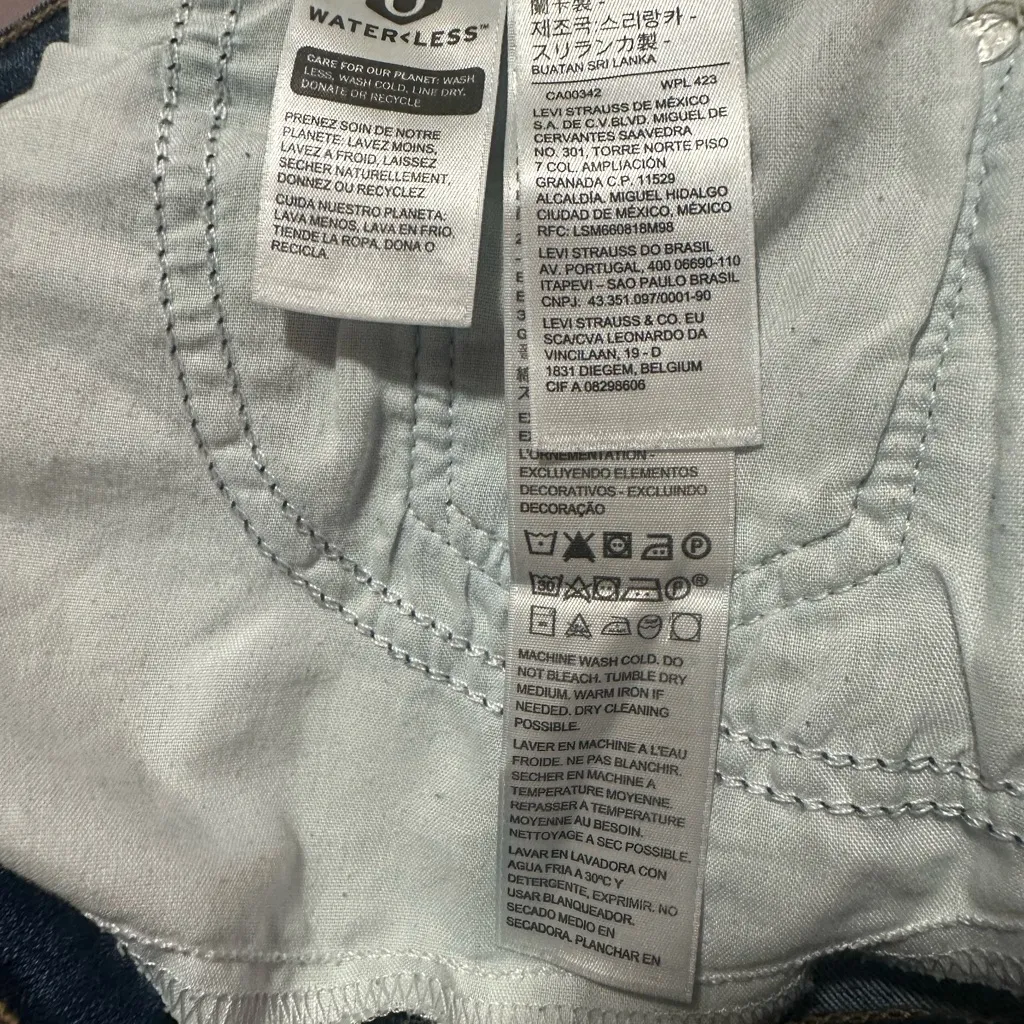 WATER<LESS™
CARE FOR OUR PLANET: WASH
LESS, WASH COLD, LINE DRY,
DONATE OR RECYCLE
PRENEZ SOIN DE NOTRE
PLANETE: LAVEZ MOINS,
LAVEZ A FROID, LAISSEZ
SECHER NATURELLEMENT,
DONNEZ OU RECYCLEZ
CUIDA NUESTRO PLANETA:
LAVA MENOS, LAVA EN FRIO,
TIENDE LA ROPA, DONA O
RECICLA.
蘭卡製 -
제조국 스리랑카 -
スリランカ製 -
BUATAN SRI LANKA
CA00342 WPL 423
LEVI STRAUSS DE MÉXICO
S.A. DE C.V.BLVD. MIGUEL DE
CERVANTES SAAVEDRA
NO. 301, TORRE NORTE PISO
7 COL. AMPLIACIÓN
GRANADA C.P. 11529
ALCALDÍA. MIGUEL HIDALGO
CIUDAD DE MÉXICO, MÉXICO
RFC: LSM660818M98
LEVI STRAUSS DO BRASIL
AV. PORTUGAL, 400 06690-110
ITAPEVI – SAO PAULO BRASIL
CNPJ: 43.351.097/0001-90
LEVI STRAUSS & CO. EU
SCA/CVA LEONARDO DA
VINCILAAN, 19 - D
1831 DIEGEM, BELGIUM
CIF A 08298606
L'ORNEMENTATION -
EXCLUYENDO ELEMENTOS
DECORATIVOS - EXCLUINDO
DECORAÇÃO
P
30 P®
MACHINE WASH COLD. DO
NOT BLEACH. TUMBLE DRY
MEDIUM. WARM IRON IF
NEEDED. DRY CLEANING
POSSIBLE.
LAVER EN MACHINE A L'EAU
FROIDE. NE PAS BLANCHIR.
SECHER EN MACHINE A
TEMPERATURE MOYENNE.
REPASSER A TEMPERATURE
MOYENNE AU BESOIN.
NETTOYAGE A SEC POSSIBLE.
LAVAR EN LAVADORA CON
AGUA FRIA A 30ºC Y
DETERGENTE, EXPRIMIR. NO
USAR BLANQUEADOR.
SECADO MEDIO EN
SECADORA. PLANCHAR EN